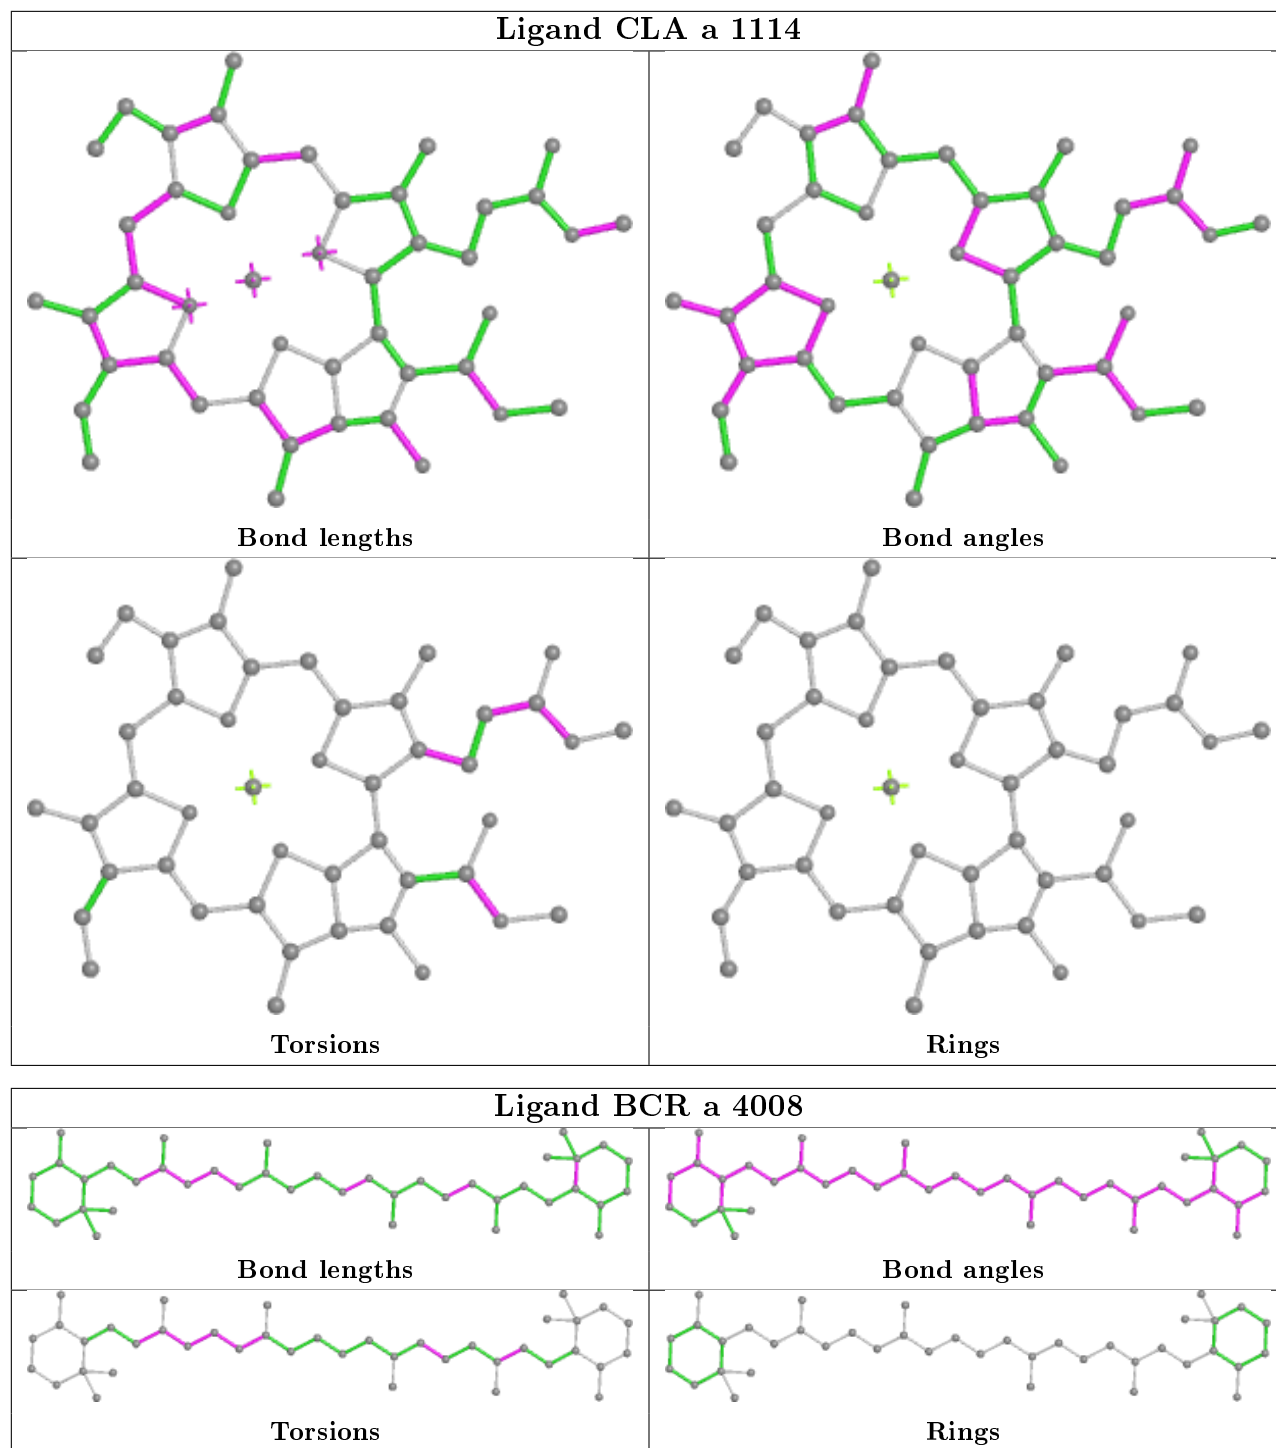 Ligand CLA a 1114
Bond lengths
Bond angles
Torsions
Rings
Ligand BCR a 4008
Bond lengths
Bond angles
Torsions
Rings